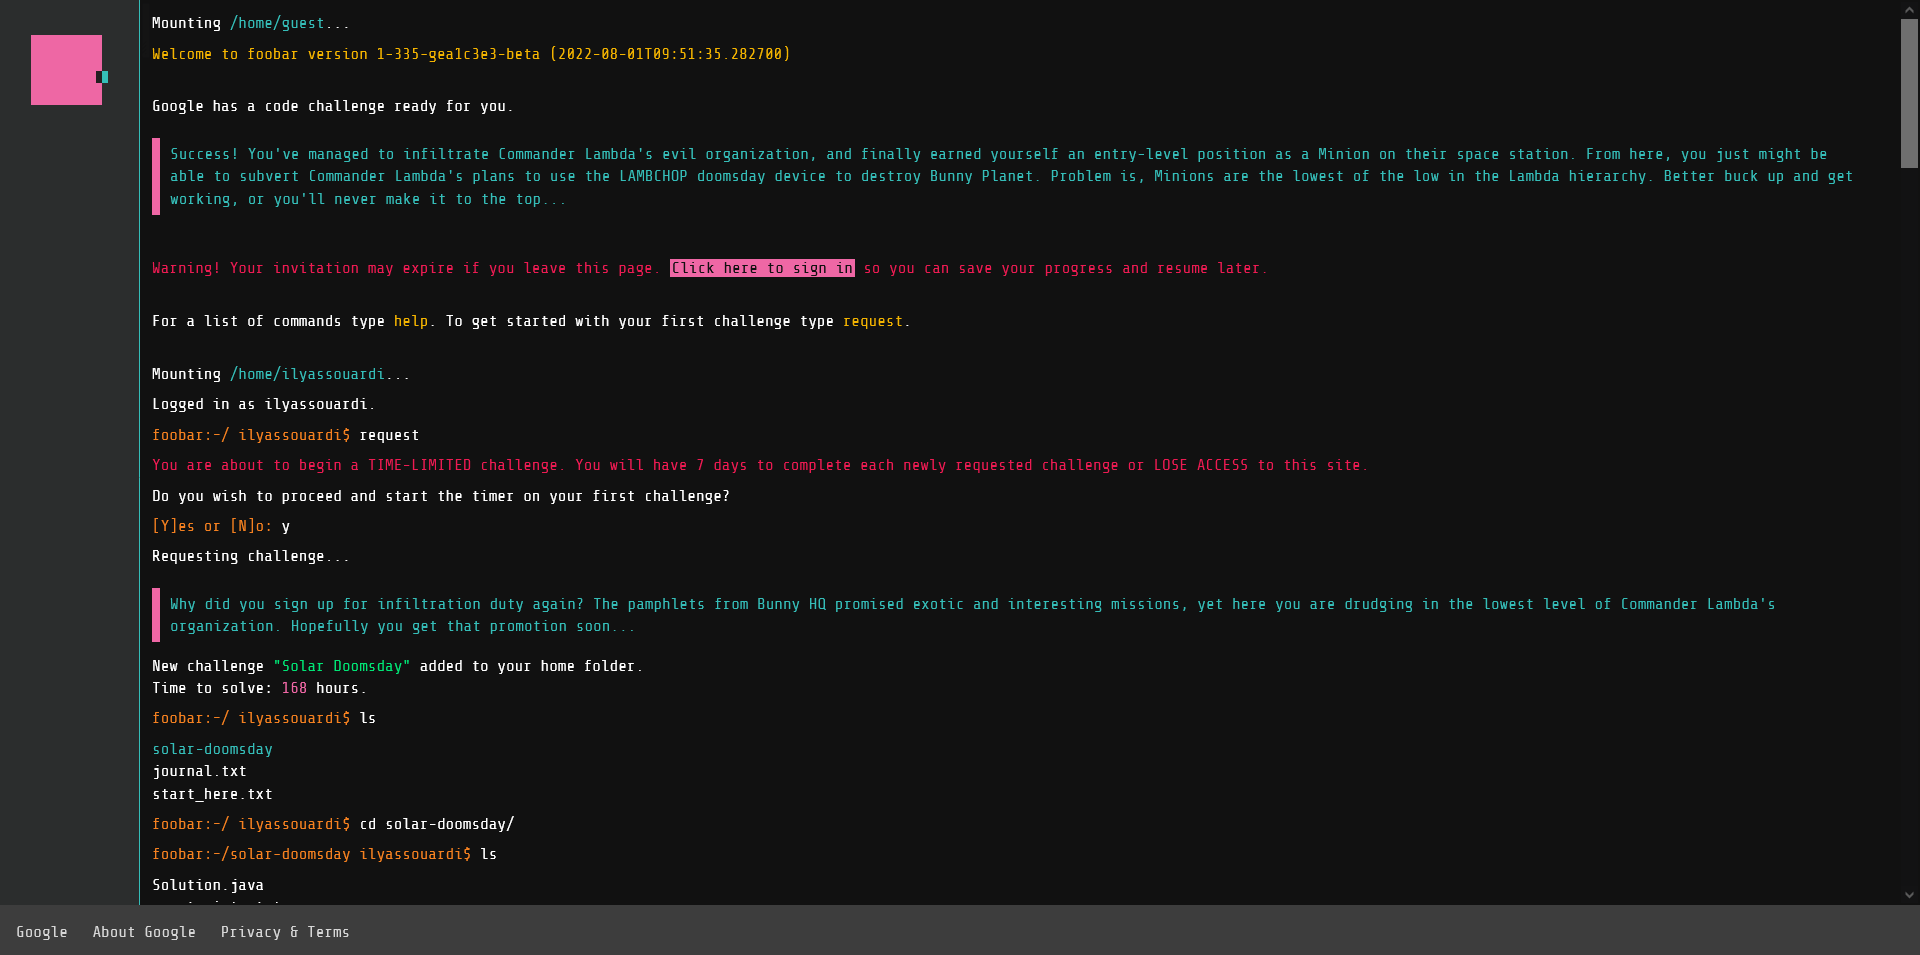 Mounting /home/guest...
Welcome to foobar version 1-335-gea1c3e3-beta (2022-08-01T09:51:35.282700)
Google has a code challenge ready for you.
Success! You've managed to infiltrate Commander Lambda's evil organization, and finally earned yourself an entry-level position as a Minion on their space station. From here, you just might be
able to subvert Commander Lambda's plans to use the LAMBCHOP doomsday device to destroy Bunny Planet. Problem is, Minions are the lowest of the low in the Lambda hierarchy. Better buck up and get
working, or you'll never make it to the top...
Warning! Your invitation may expire if you leave this page. Click here to sign in so you can save your progress and resume later.
For a list of commands type help. To get started with your first challenge type request.
Mounting /home/ilyassouardi...
Logged in as ilyassouardi.
foobar:~/ ilyassouardi$ request
You are about to begin a TIME-LIMITED challenge. You will have 7 days to complete each newly requested challenge or LOSE ACCESS to this site.
Do you wish to proceed and start the timer on your first challenge?
[Y]es or [N]o: y
Requesting challenge...
Why did you sign up for infiltration duty again? The pamphlets from Bunny HQ promised exotic and interesting missions, yet here you are drudging in the lowest level of Commander Lambda's
organization. Hopefully you get that promotion soon...
New challenge "Solar Doomsday" added to your home folder.
Time to solve: 168 hours.
foobar:~/ ilyassouardi$ ls
solar-doomsday
journal.txt
start_here.txt
foobar:~/ ilyassouardi$ cd solar-doomsday/
foobar:~/solar-doomsday ilyassouardi$ ls
Solution.java
Google About Google Privacy & Terms